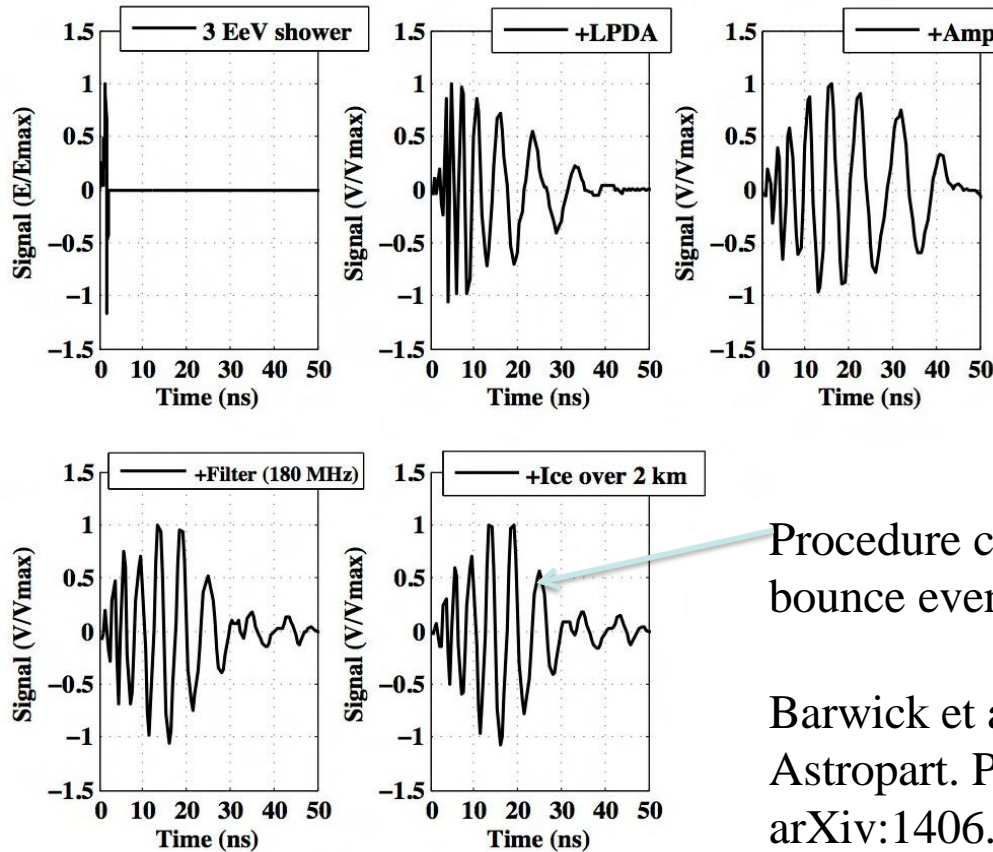 3 EeV shower
+LPDA
+Amp
1.5
1
0.5
0
−0.5
−1
−1.5
Signal (E/Emax)
0 10 20 30 40 50
Time (ns)
1.5
1
0.5
0
−0.5
−1
−1.5
Signal (V/Vmax)
0 10 20 30 40 50
Time (ns)
1.5
1
0.5
0
−0.5
−1
−1.5
Signal (V/Vmax)
0 10 20 30 40 50
Time (ns)
+Filter (180 MHz)
+Ice over 2 km
1.5
1
0.5
0
−0.5
−1
−1.5
Signal (V/Vmax)
0 10 20 30 40 50
Time (ns)
1.5
1
0.5
0
−0.5
−1
−1.5
Signal (V/Vmax)
0 10 20 30 40 50
Time (ns)
Procedure
bounce
Barwick et
Astropart.
arXiv:1406.